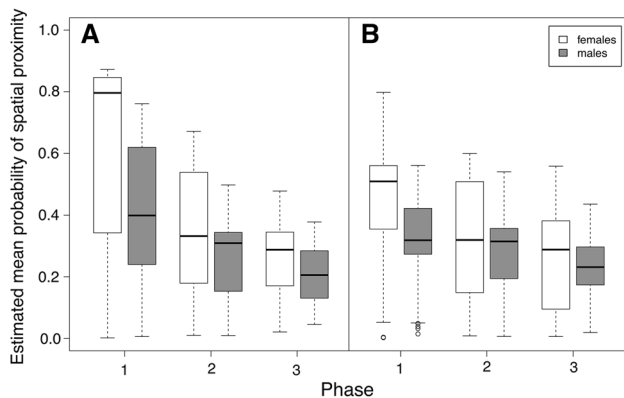 A
B
females
males
Estimated mean probability of spatial proximity
1.0
0.8
0.6
0.4
0.2
0.0
1
2
3
1
2
3
Phase